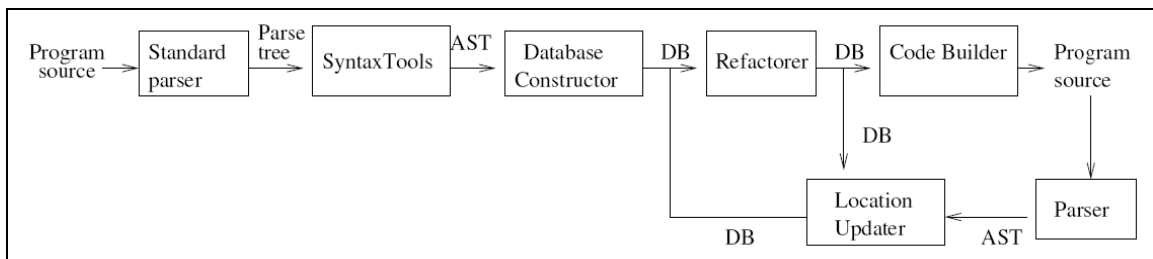 Program
source
Standard
parser
Parse
tree
SyntaxTools
AST
Database
Constructor
DB
Refactorer
DB
Code Builder
Program
source
DB
Location
Updater
Parser
DB
AST